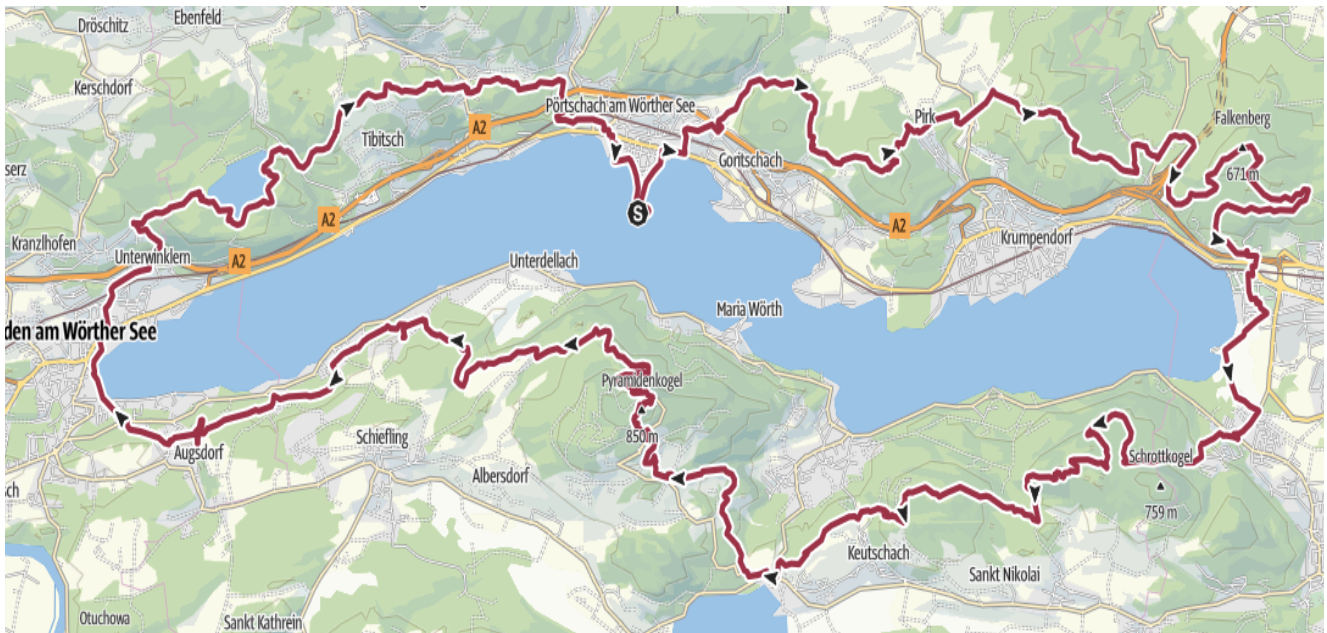 Ebenfeld
Dröschitz
Kerschdorf
Pörtschach am Wörther See
A2
Tibitsch
Pirk
Falkenberg
Goritschach
671 m
serz
S
A2
A2
Kranzlhofen
Krumpendorf
Unterwinklern
A2
Unterdellach
Maria Wörth
den am Wörther See
Pyramidenkogel
850 m
Schiefling
Augsdorf
Albersdorf
Schrottkogel
759 m
sch
Keutschach
Sankt Nikolai
Otuchowa
Sankt Kathrein